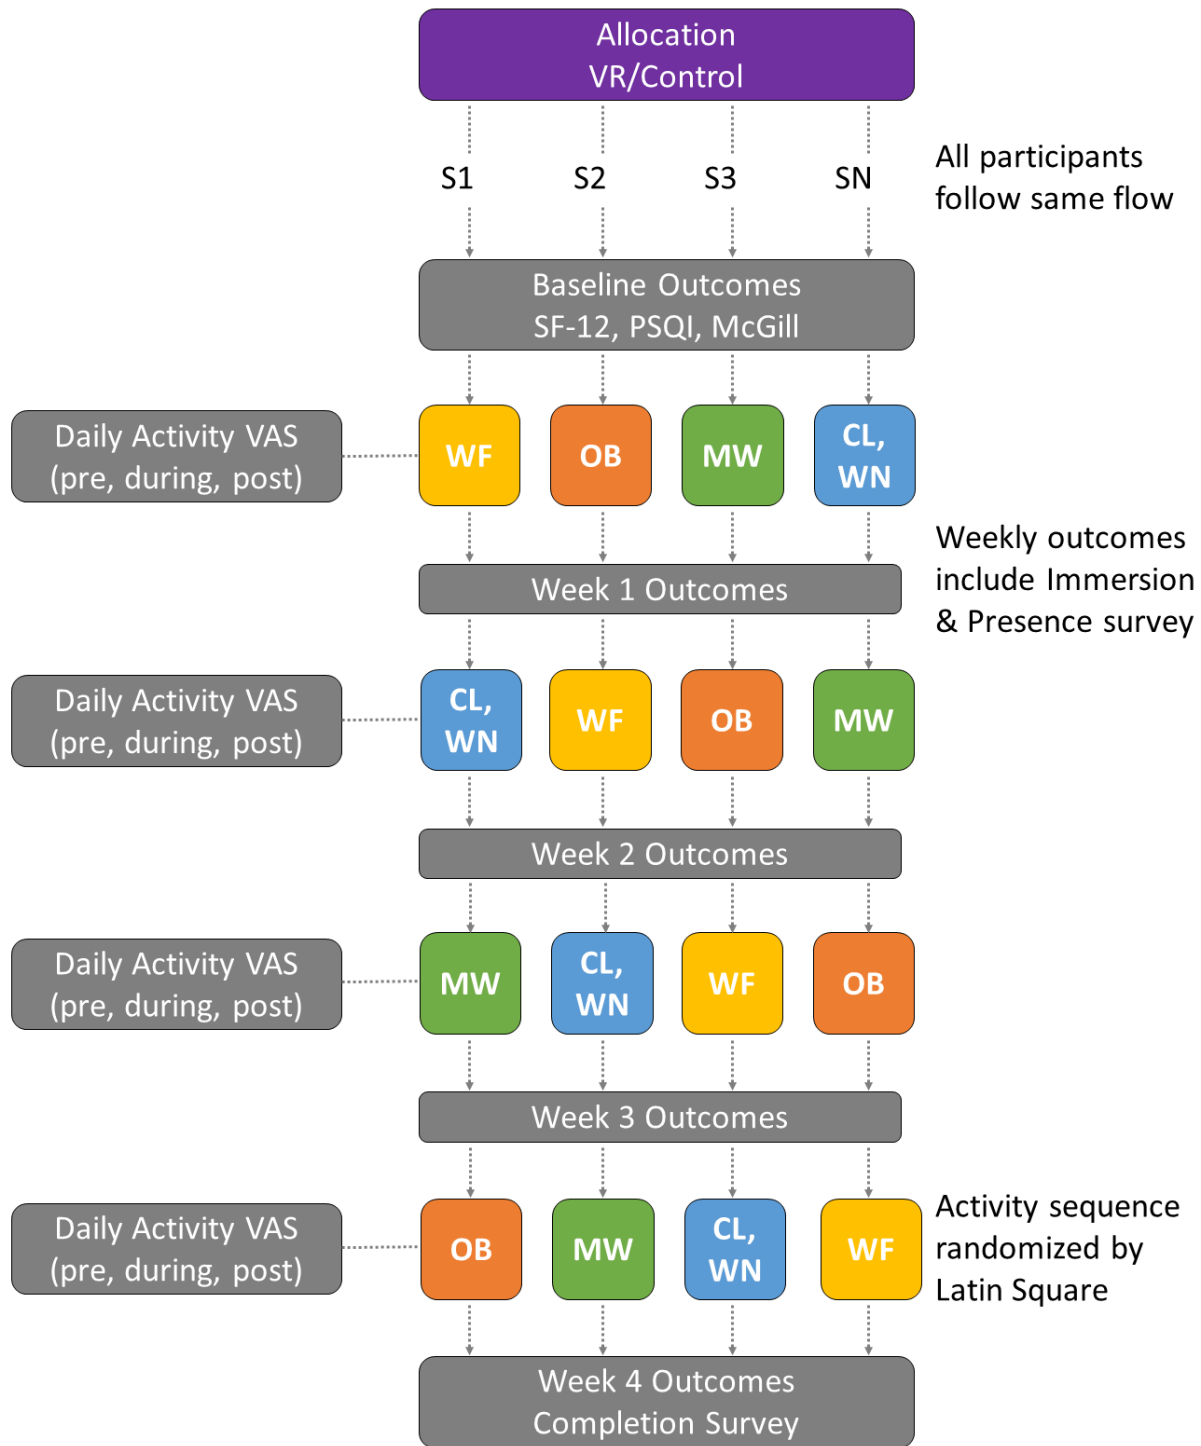 Allocation
VR/Control
S1
S2
S3
SN
All participants
follow same flow
Baseline Outcomes
SF-12, PSQI, McGill
Daily Activity VAS
(pre, during, post)
WF
OB
MW
CL,
WN
Weekly outcomes
include Immersion
& Presence survey
Week 1 Outcomes
Daily Activity VAS
(pre, during, post)
CL,
WN
WF
OB
MW
Week 2 Outcomes
Daily Activity VAS
(pre, during, post)
MW
CL,
WN
WF
OB
Week 3 Outcomes
Daily Activity VAS
(pre, during, post)
OB
MW
CL,
WN
WF
Activity sequence
randomized by
Latin Square
Week 4 Outcomes
Completion Survey